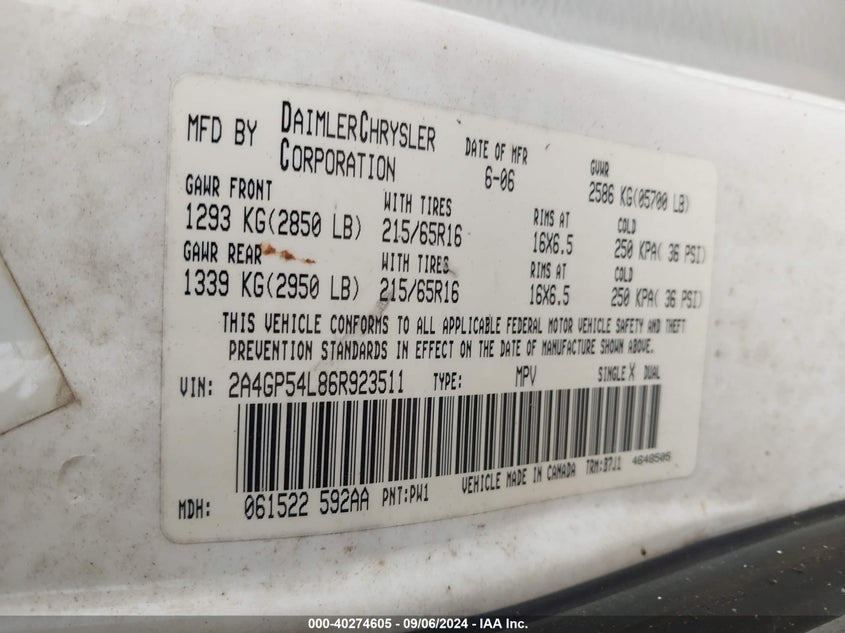 MFD BY DAIMLERCHRYSLER CORPORATION DATE OF MFR 6-06 GVWR 2586 KG(05700 LB)
GAWR FRONT WITH TIRES RIMS AT COLD
1293 KG(2850 LB) 215/65R16 16X6.5 250 KPA( 36 PSI)
GAWR REAR WITH TIRES RIMS AT COLD
1339 KG(2950 LB) 215/65R16 16X6.5 250 KPA( 36 PSI)
THIS VEHICLE CONFORMS TO ALL APPLICABLE FEDERAL MOTOR VEHICLE SAFETY AND THEFT
PREVENTION STANDARDS IN EFFECT ON THE DATE OF MANUFACTURE SHOWN ABOVE.
VIN: 2A4GP54L86R923511 TYPE: MPV SINGLE X DUAL
MDH: 061522 592AA PNT:PW1 VEHICLE MADE IN CANADA TRM:B7J1 4648505
000-40274605 - 09/06/2024 - IAA Inc.